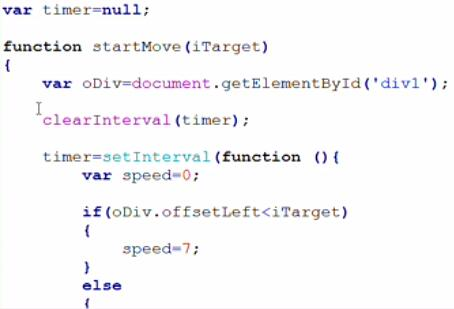 var timer=null;
function startMove(iTarget)
{
var oDiv=document.getElementById('div1');
clearInterval(timer);
timer=setInterval(function (){
var speed=0;
if(oDiv.offsetLeft<iTarget)
{
speed=7;
}
else
{